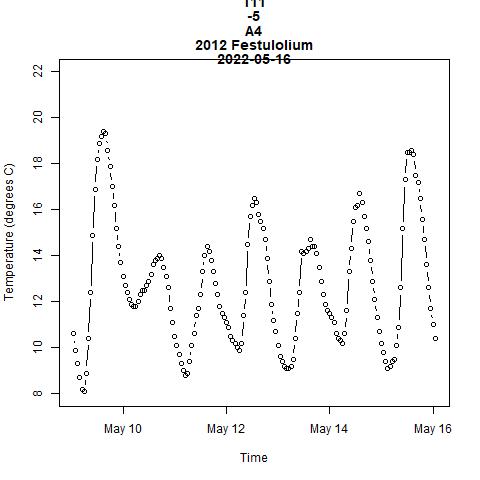 T11
-5
A4
2012 Festulolium
2022-05-16
22
20
18
16
14
12
10
8
Temperature (degrees C)
May 10
May 12
May 14
May 16
Time